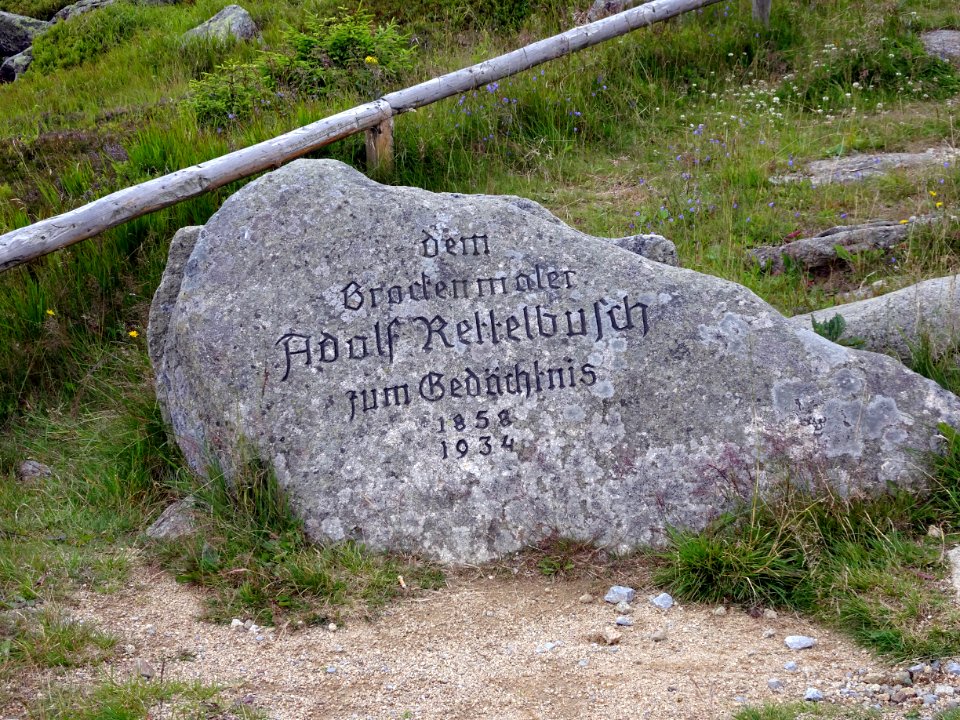 dem
Brockenmaler
Adolf Rettelbusch
zum Gedächtnis
1858
1934